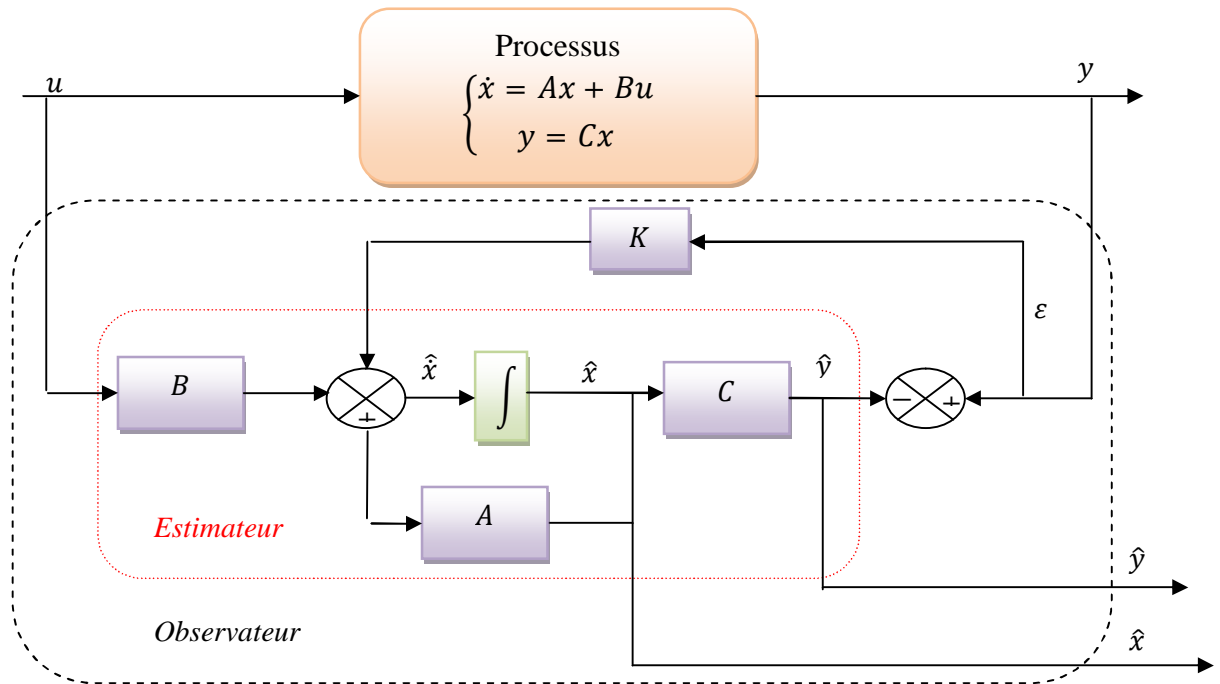 Processus
u
y
ẋ = Ax + Bu
y = Cx
K
ε
B
+
x̂̇
∫
x̂
C
ŷ
−
+
A
Estimateur
ŷ
Observateur
x̂